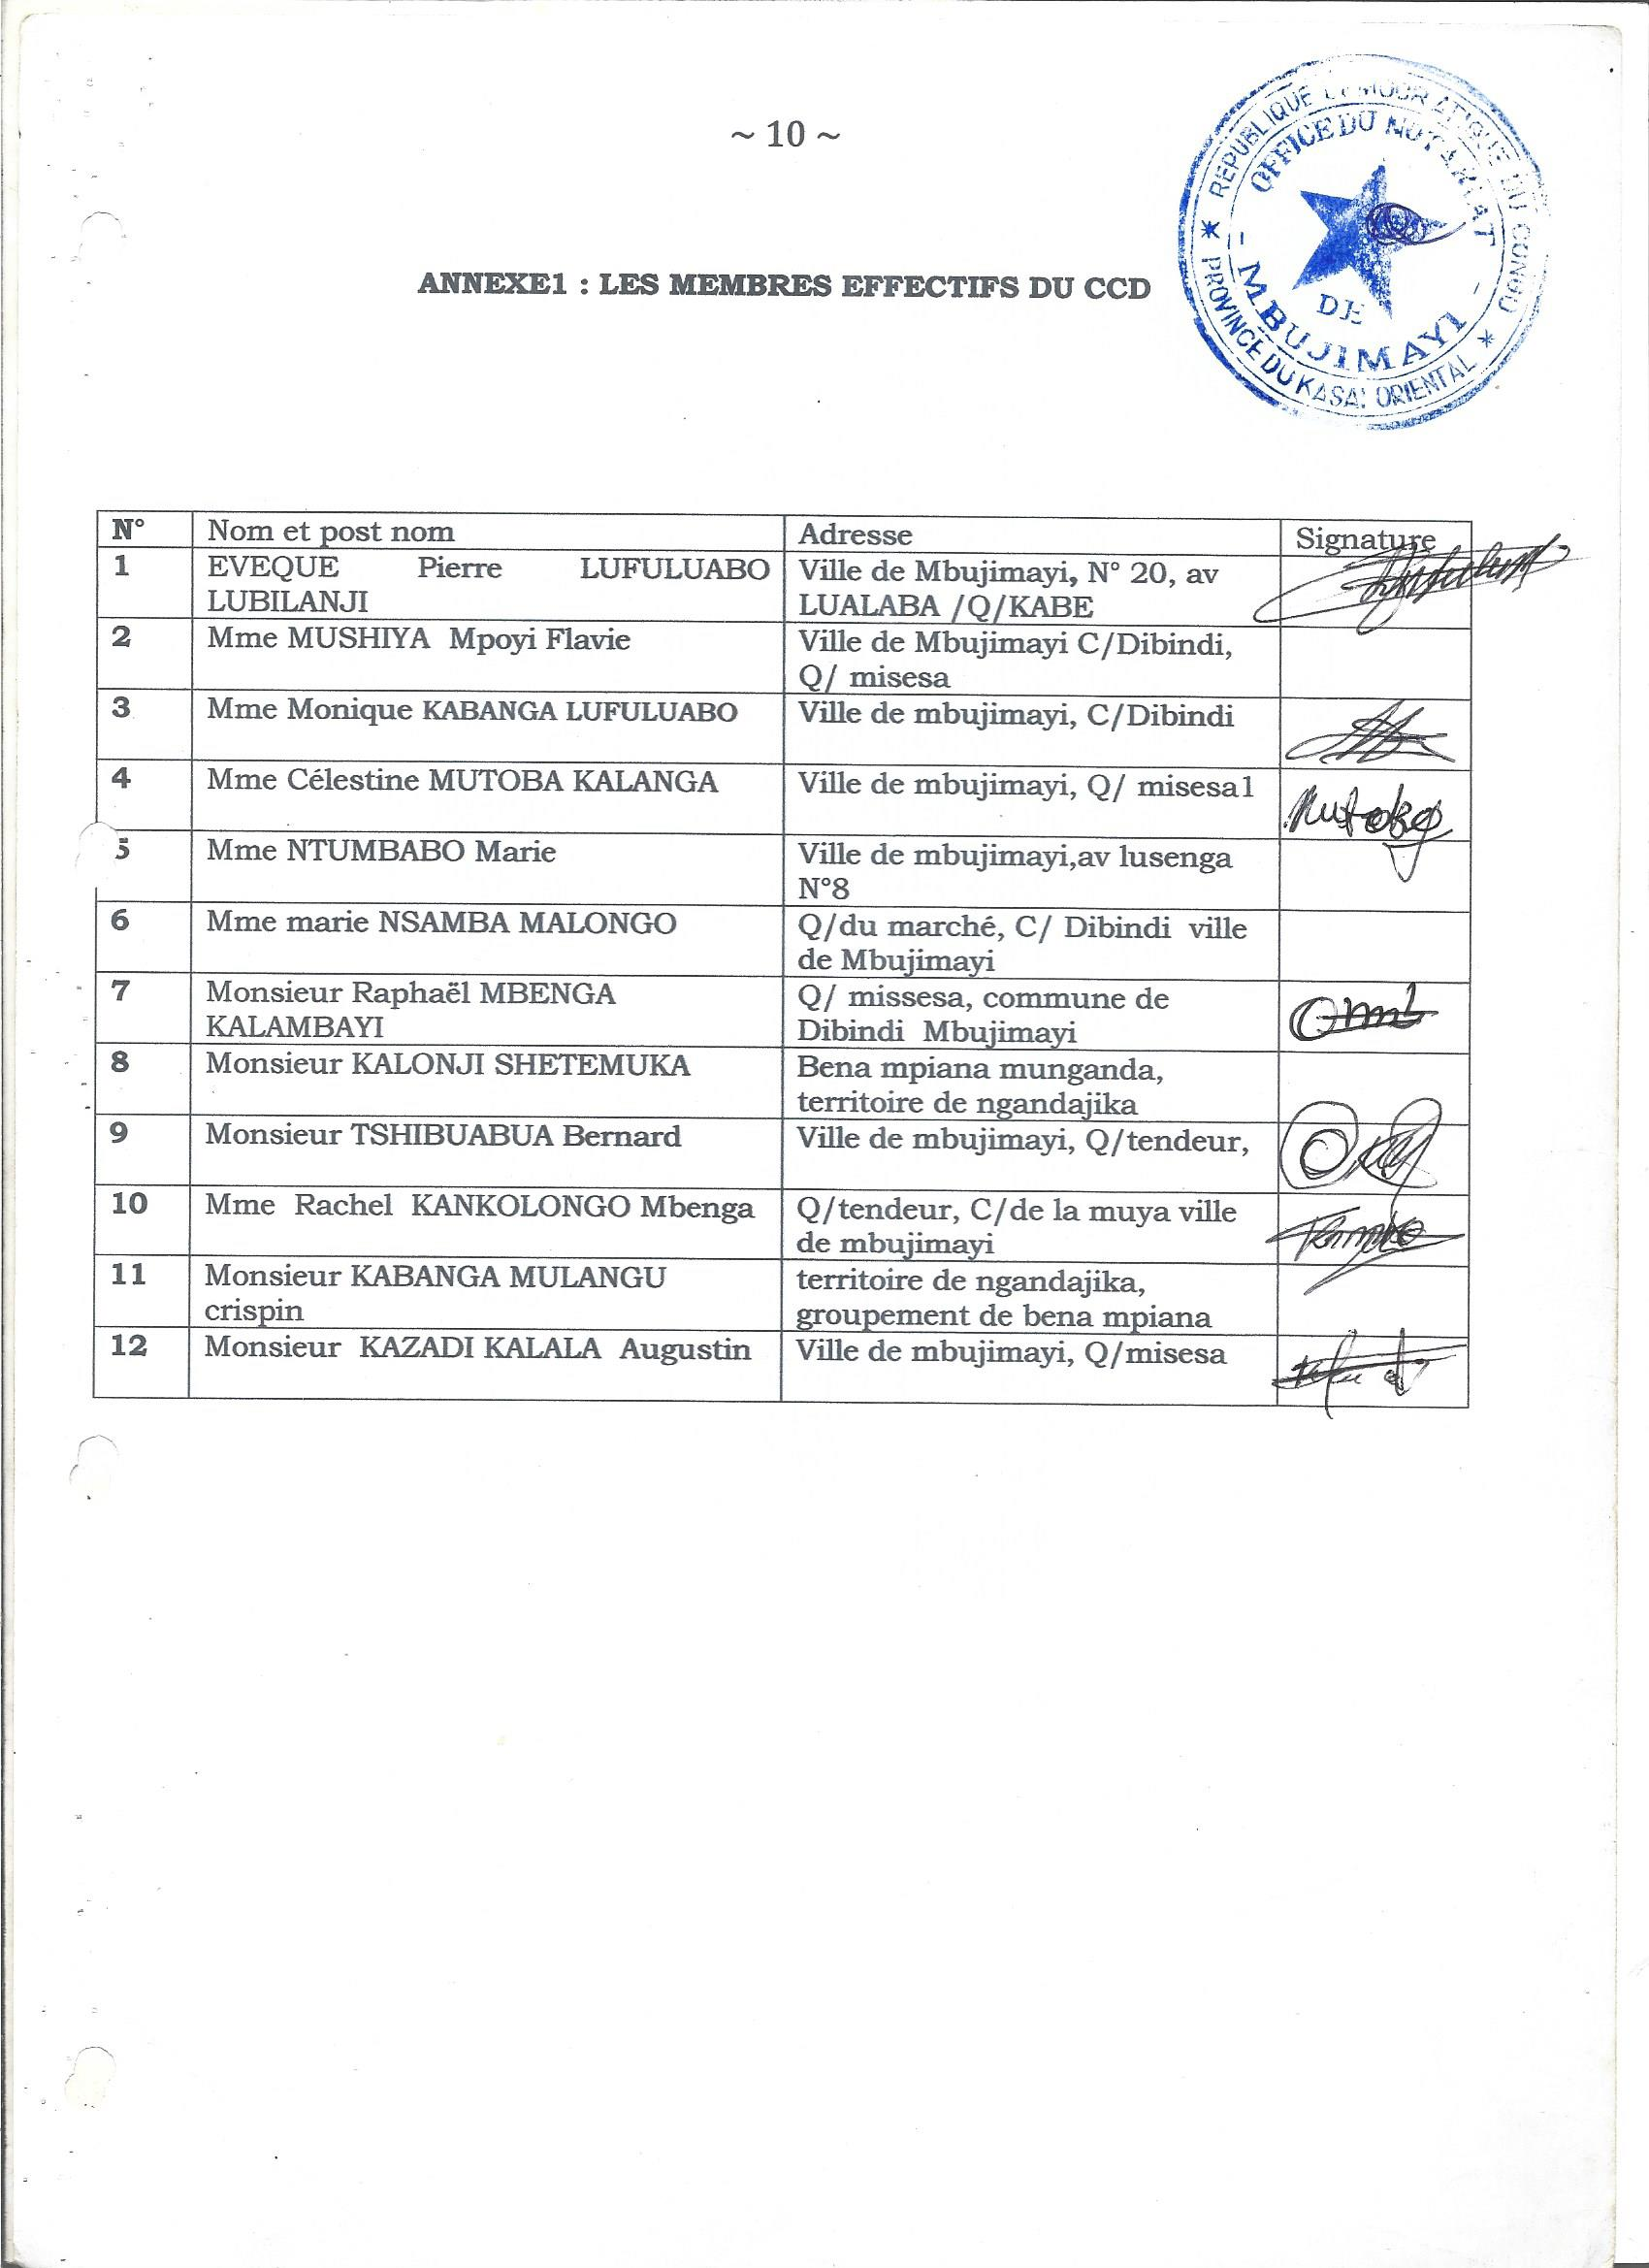 ~ 10 ~
REPUBLIQUE DEMOCRATIQUE DU CONGO
OFFICE DU NOTARIAT
DE
- MBUJIMAYI -
* PROVINCE DU KASAI ORIENTAL *
ANNEXE1 : LES MEMBRES EFFECTIFS DU CCD
N° Nom et post nom Adresse Signature
1 EVEQUE Pierre LUFULUABO Ville de Mbujimayi, N° 20, av
LUBILANJI LUALABA /Q/KABE
2 Mme MUSHIYA Mpoyi Flavie Ville de Mbujimayi C/Dibindi,
Q/ misesa
3 Mme Monique KABANGA LUFULUABO Ville de mbujimayi, C/Dibindi
4 Mme Célestine MUTOBA KALANGA Ville de mbujimayi, Q/ misesa1
Mutoba
5 Mme NTUMBABO Marie Ville de mbujimayi,av lusenga
N°8
6 Mme marie NSAMBA MALONGO Q/du marché, C/ Dibindi ville
de Mbujimayi
7 Monsieur Raphaël MBENGA Q/ missesa, commune de
KALAMBAYI Dibindi Mbujimayi
8 Monsieur KALONJI SHETEMUKA Bena mpiana munganda,
territoire de ngandajika
9 Monsieur TSHIBUABUA Bernard Ville de mbujimayi, Q/tendeur,
10 Mme Rachel KANKOLONGO Mbenga Q/tendeur, C/de la muya ville
de mbujimayi
11 Monsieur KABANGA MULANGU territoire de ngandajika,
crispin groupement de bena mpiana
12 Monsieur KAZADI KALALA Augustin Ville de mbujimayi, Q/misesa